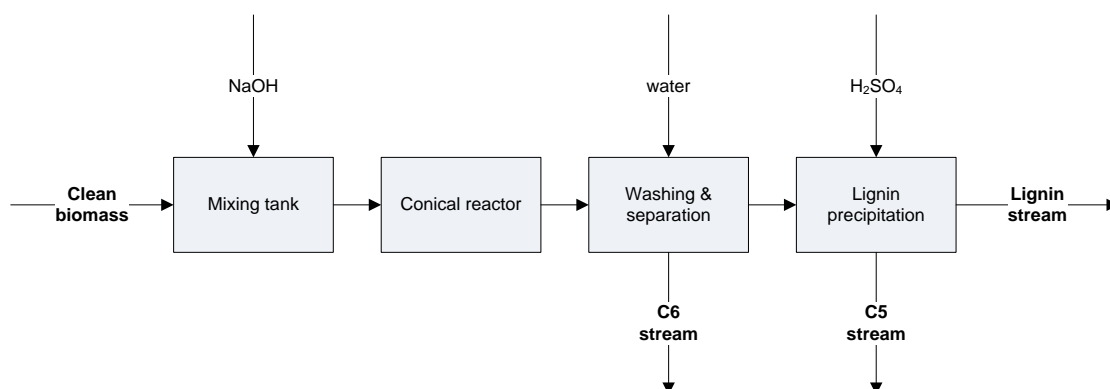 NaOH
water
H₂SO₄
Clean
biomass
Mixing tank
Conical reactor
Washing &
separation
Lignin
precipitation
Lignin
stream
C6
stream
C5
stream